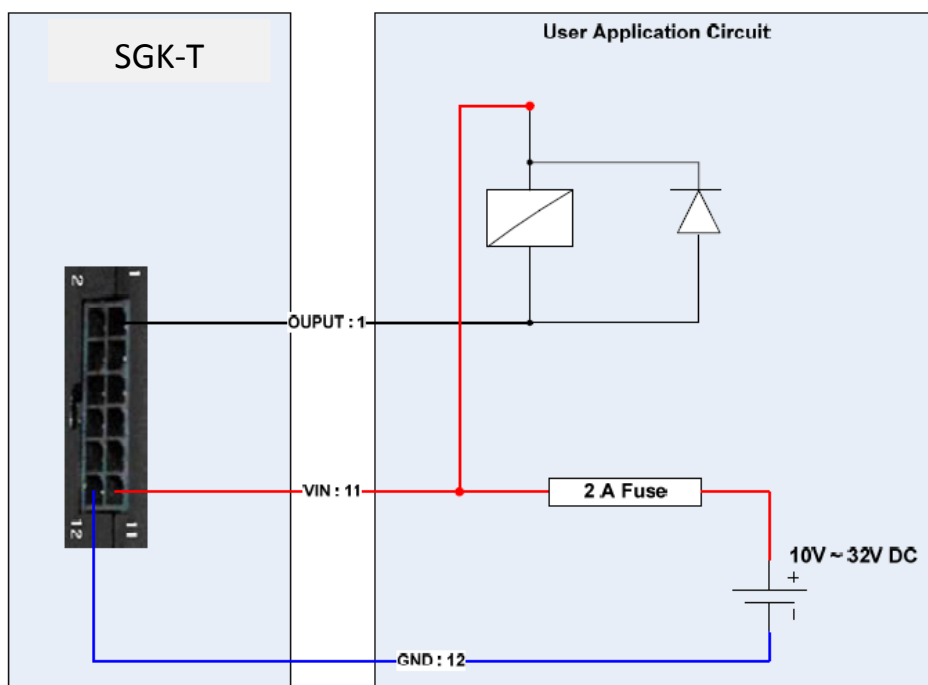 User Application Circuit
SGK-T
2
1
OUPUT : 1
VIN : 11
2 A Fuse
12
11
10V ~ 32V DC
+
-
GND : 12